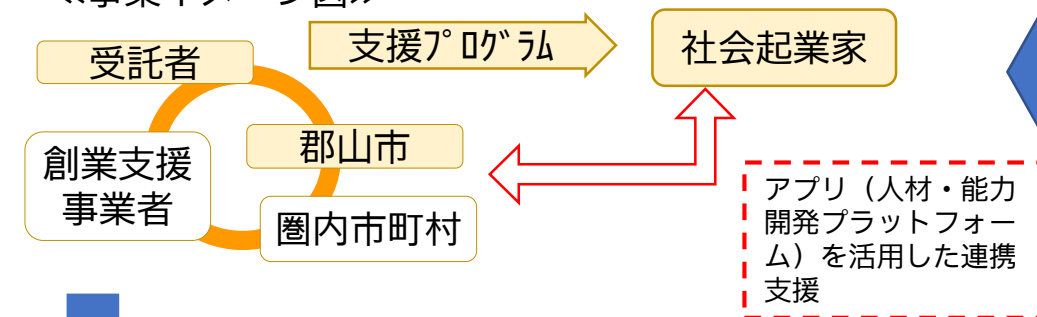 支援ﾌﾟﾛｸﾞﾗﾑ
社会起業家
受託者
郡山市
創業支援
事業者
圏内市町村
アプリ（人材・能力
開発プラットフォー
ム）を活用した連携
支援